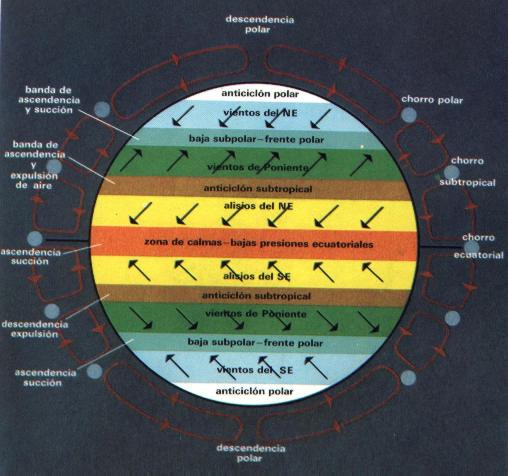 descendencia
polar
anticiclón polar
banda de
ascendencia
y succión
vientos del NE
chorro polar
baja subpolar–frente polar
banda de
ascendencia
y
expulsión
de aire
vientos de Poniente
chorro
subtropical
anticiclón subtropical
alisios del NE
zona de calmas–bajas presiones ecuatoriales
chorro
ecuatorial
ascendencia
succión
alisios del SE
anticiclón subtropical
vientos de Poniente
descendencia
expulsión
baja subpolar–frente polar
vientos del SE
ascendencia
succión
anticiclón polar
descendencia
polar